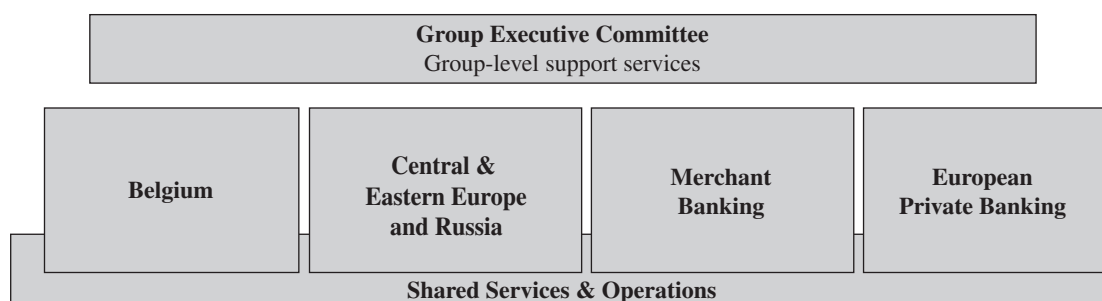 Group Executive Committee
Group-level support services
Belgium
Central &
Eastern Europe
and Russia
Merchant
Banking
European
Private Banking
Shared Services & Operations